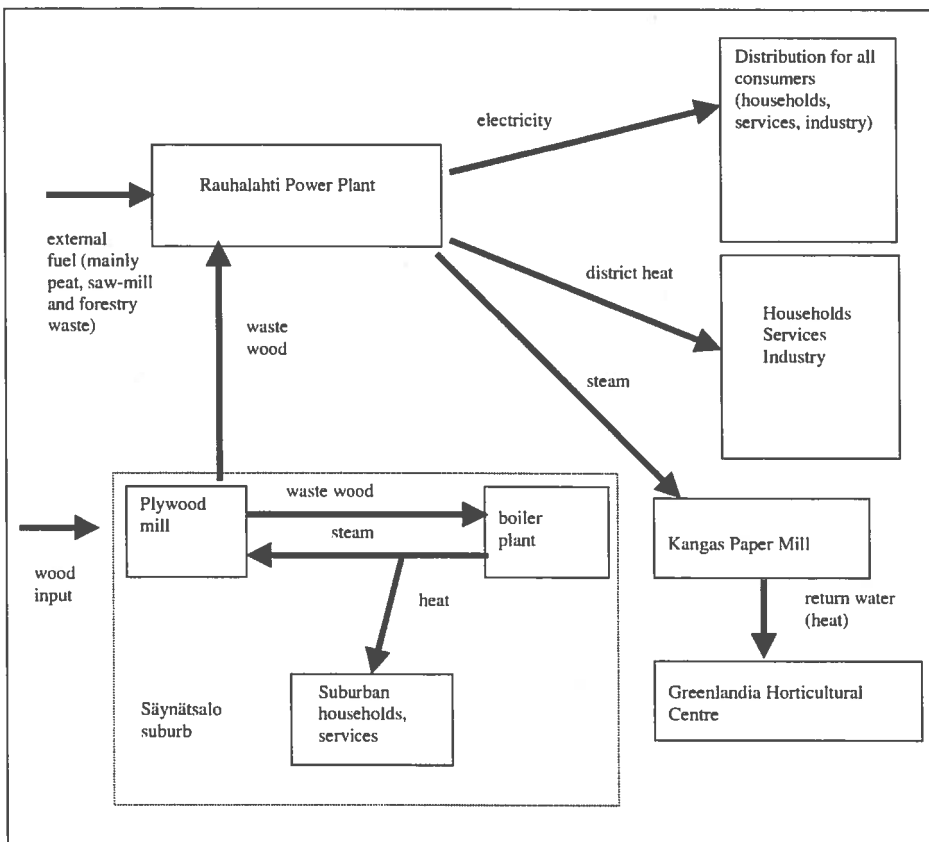 Distribution for all
consumers
(households,
services, industry)
electricity
Rauhalahti Power Plant
external
fuel (mainly
peat, saw-mill
and forestry
waste)
district heat
Households
Services
Industry
waste
wood
steam
Plywood
mill
waste wood
steam
boiler
plant
Kangas Paper Mill
wood
input
heat
return water
(heat)
Suburban
households,
services
Säynätsalo
suburb
Greenlandia Horticultural
Centre